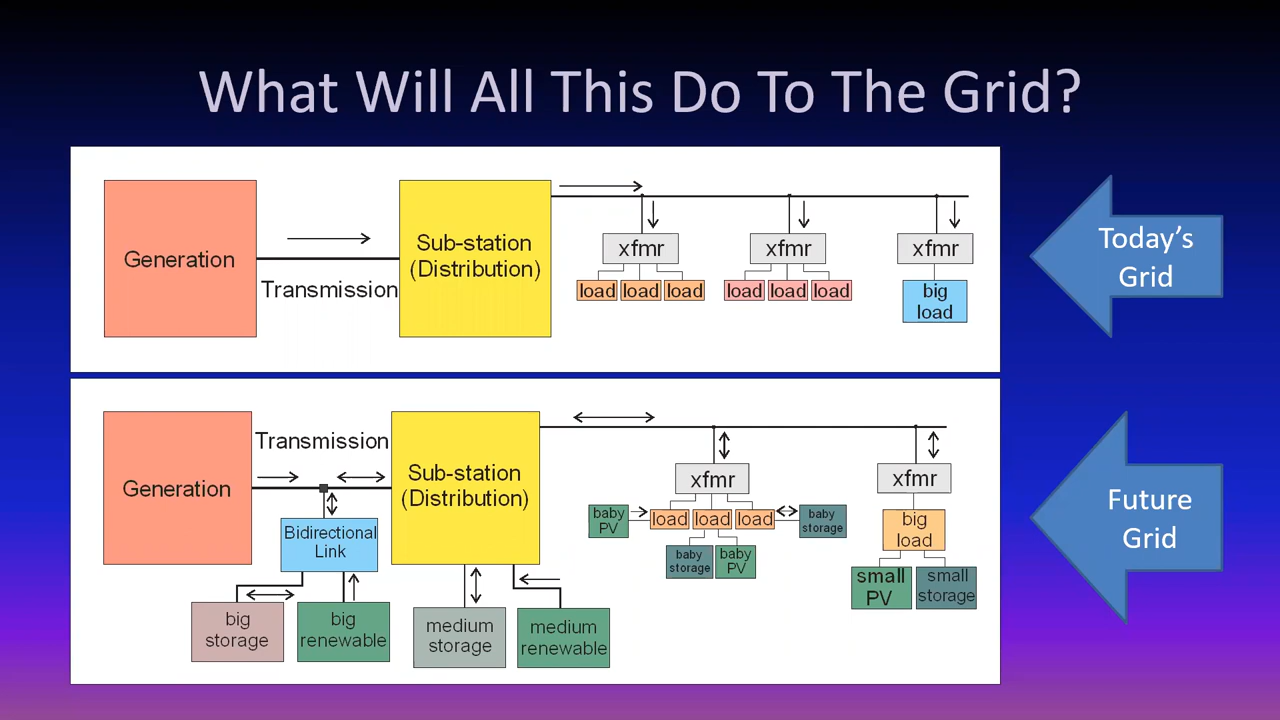 What Will All This Do To The Grid?
Generation
Transmission
Sub-station
(Distribution)
xfmr
load
load
load
xfmr
load
load
load
xfmr
big
load
Today's
Grid
Generation
Transmission
Bidirectional
Link
big
storage
big
renewable
Sub-station
(Distribution)
medium
storage
medium
renewable
xfmr
baby
PV
load
load
load
baby
storage
baby
storage
baby
PV
xfmr
big
load
small
PV
small
storage
Future
Grid